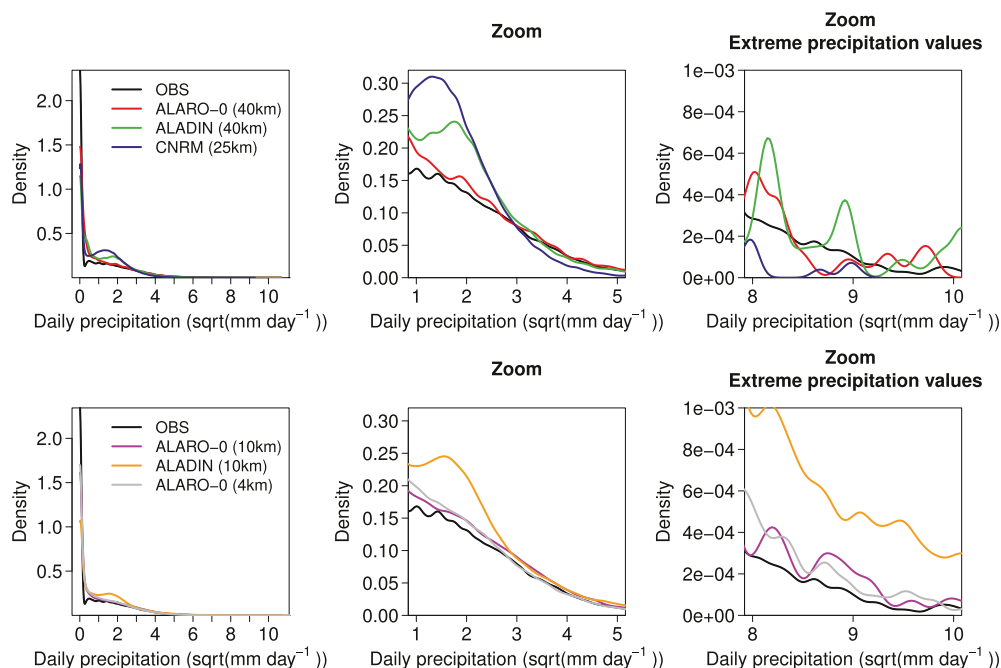 Zoom
Zoom
Extreme precipitation values
OBS
ALARO−0 (40km)
ALADIN (40km)
CNRM (25km)
Density
2.0
1.5
1.0
0.5
0
2
4
6
8
10
Daily precipitation (sqrt(mm day−1 ))
Density
0.30
0.25
0.20
0.15
0.10
0.05
0.00
1
2
3
4
5
Daily precipitation (sqrt(mm day−1 ))
Density
1e−03
8e−04
6e−04
4e−04
2e−04
0e+00
8
9
10
Daily precipitation (sqrt(mm day−1 ))
Zoom
Zoom
Extreme precipitation values
OBS
ALARO−0 (10km)
ALADIN (10km)
ALARO−0 (4km)
Density
2.0
1.5
1.0
0.5
0
2
4
6
8
10
Daily precipitation (sqrt(mm day−1 ))
Density
0.30
0.25
0.20
0.15
0.10
0.05
0.00
1
2
3
4
5
Daily precipitation (sqrt(mm day−1 ))
Density
1e−03
8e−04
6e−04
4e−04
2e−04
0e+00
8
9
10
Daily precipitation (sqrt(mm day−1 ))